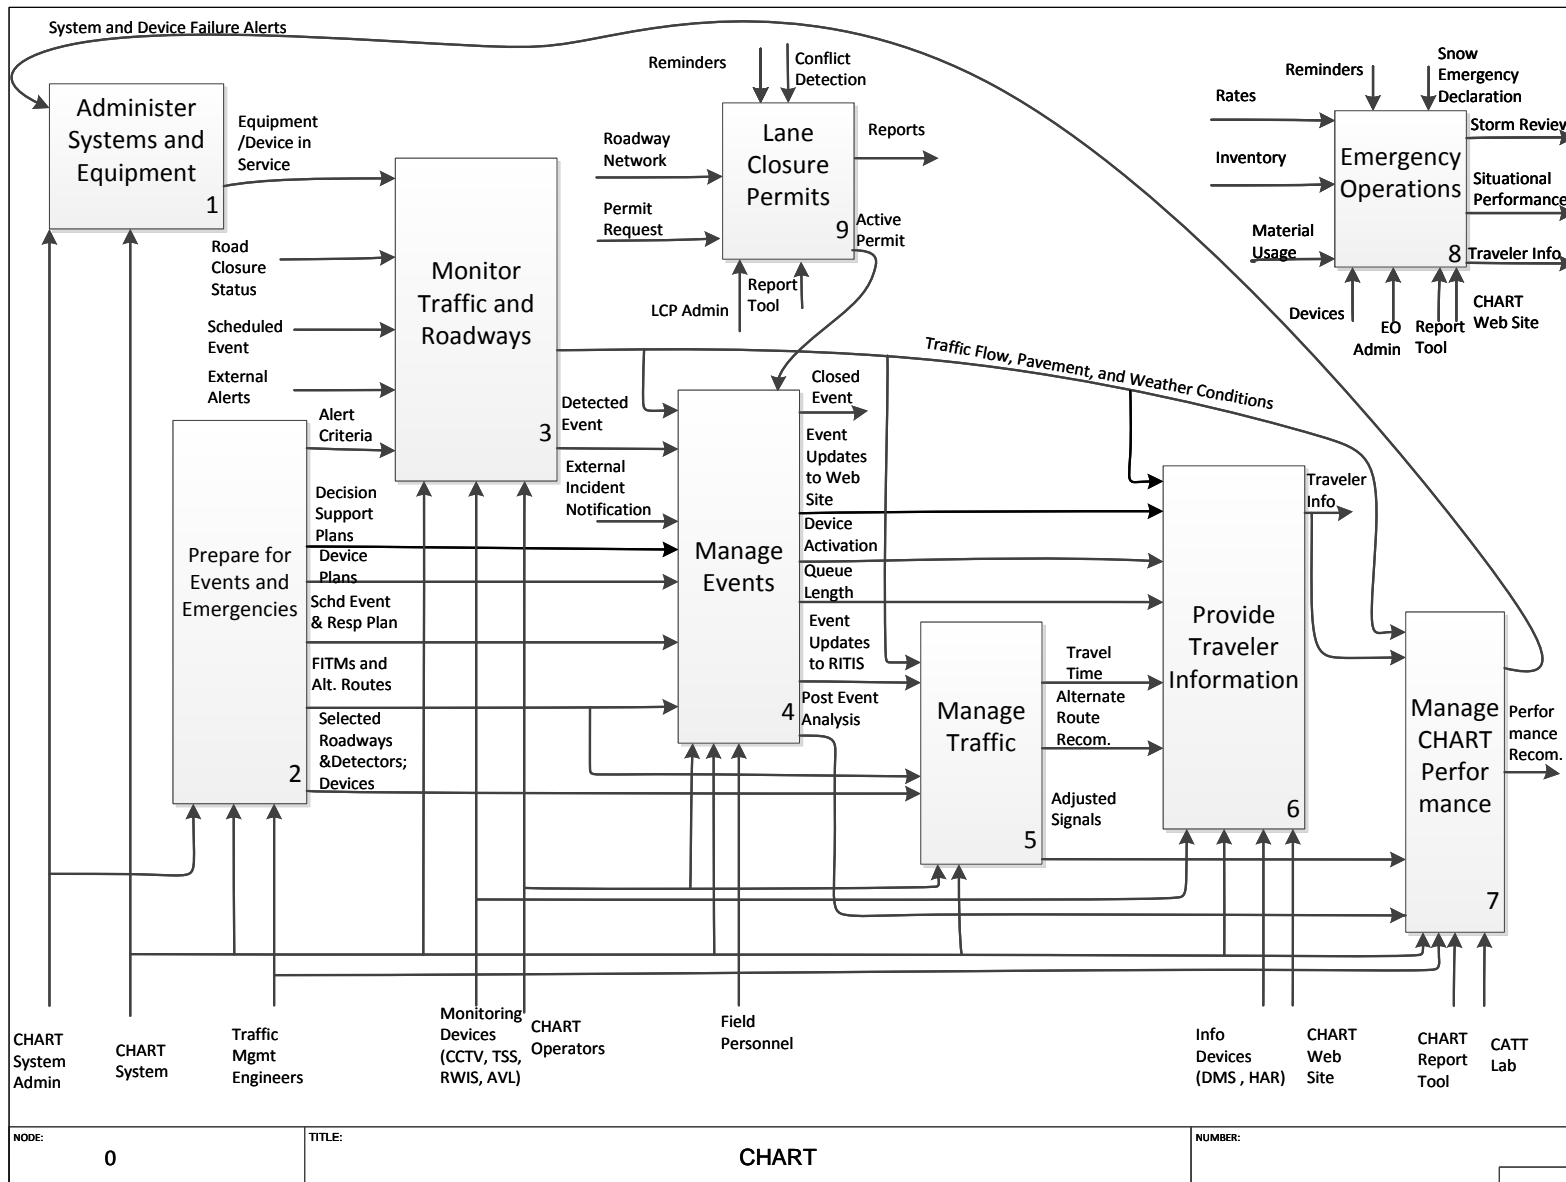 System and Device Failure Alerts
Administer
Systems and
Equipment
1
Equipment
/Device in
Service
Road
Closure
Status
Scheduled
Event
External
Alerts
Alert
Criteria
Monitor
Traffic and
Roadways
3
Reminders
Conflict
Detection
Roadway
Network
Permit
Request
Lane
Closure
Permits
9
Reports
Active
Permit
LCP Admin
Report
Tool
Reminders
Snow
Emergency
Declaration
Rates
Inventory
Material
Usage
Emergency
Operations
8
Storm Review
Situational
Performance
Traveler Info
Devices
EO
Admin
Report
Tool
CHART
Web Site
Traffic Flow, Pavement, and Weather Conditions
Prepare for
Events and
Emergencies
2
Decision
Support
Plans
Device
Plans
Schd Event
& Resp Plan
FITMs and
Alt. Routes
Selected
Roadways
&Detectors;
Devices
Detected
Event
External
Incident
Notification
Manage
Events
4
Closed
Event
Event
Updates
to Web
Site
Device
Activation
Queue
Length
Event
Updates
to RITIS
Post Event
Analysis
Manage
Traffic
5
Travel
Time
Alternate
Route
Recom.
Adjusted
Signals
Provide
Traveler
Information
6
Traveler
Info
Manage
CHART
Perfor
mance
7
Perfor
mance
Recom.
CHART
System
Admin
CHART
System
Traffic
Mgmt
Engineers
Monitoring
Devices
(CCTV, TSS,
RWIS, AVL)
CHART
Operators
Field
Personnel
Info
Devices
(DMS , HAR)
CHART
Web
Site
CHART
Report
Tool
CATT
Lab
NODE:
0
TITLE:
CHART
NUMBER: